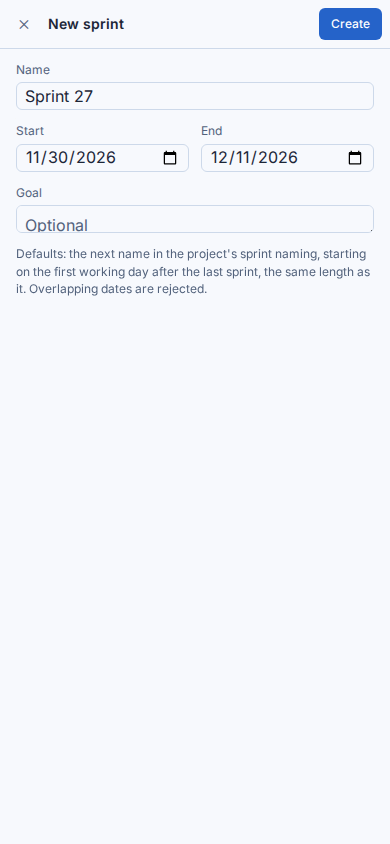 New sprint
Create
Name
Sprint 27
Start
End
11/30/2026
12/11/2026
Goal
Optional
Defaults: the next name in the project's sprint naming, starting
on the first working day after the last sprint, the same length as
it. Overlapping dates are rejected.